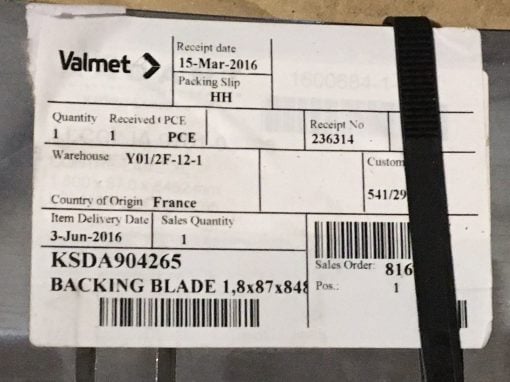 Valmet
Receipt date
15-Mar-2016
Packing Slip
HH
Quantity Received PCE
1 1 PCE
Receipt No
236314
Warehouse Y01/2F-12-1
Custom
541/29
Country of Origin France
Item Delivery Date Sales Quantity
3-Jun-2016 1
KSDA904265
BACKING BLADE 1,8x87x848
Sales Order: 816
Pos.: 1